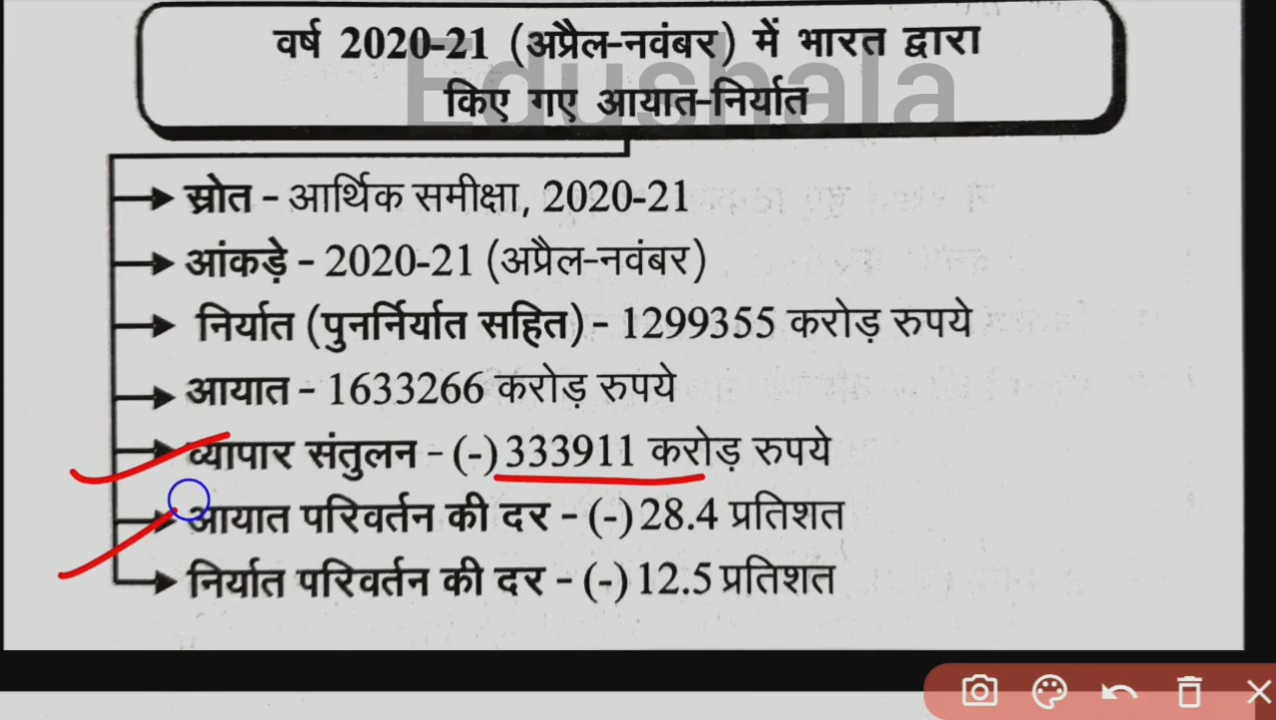 वर्ष 2020-21 (अप्रैल-नवंबर) में भारत द्वारा
किए गए आयात-निर्यात
Edushala
स्रोत - आर्थिक समीक्षा, 2020-21
आंकड़े - 2020-21 (अप्रैल-नवंबर)
निर्यात (पुनर्निर्यात सहित) - 1299355 करोड़ रुपये
आयात - 1633266 करोड़ रुपये
व्यापार संतुलन - (-) 333911 करोड़ रुपये
आयात परिवर्तन की दर - (-) 28.4 प्रतिशत
निर्यात परिवर्तन की दर - (-) 12.5 प्रतिशत